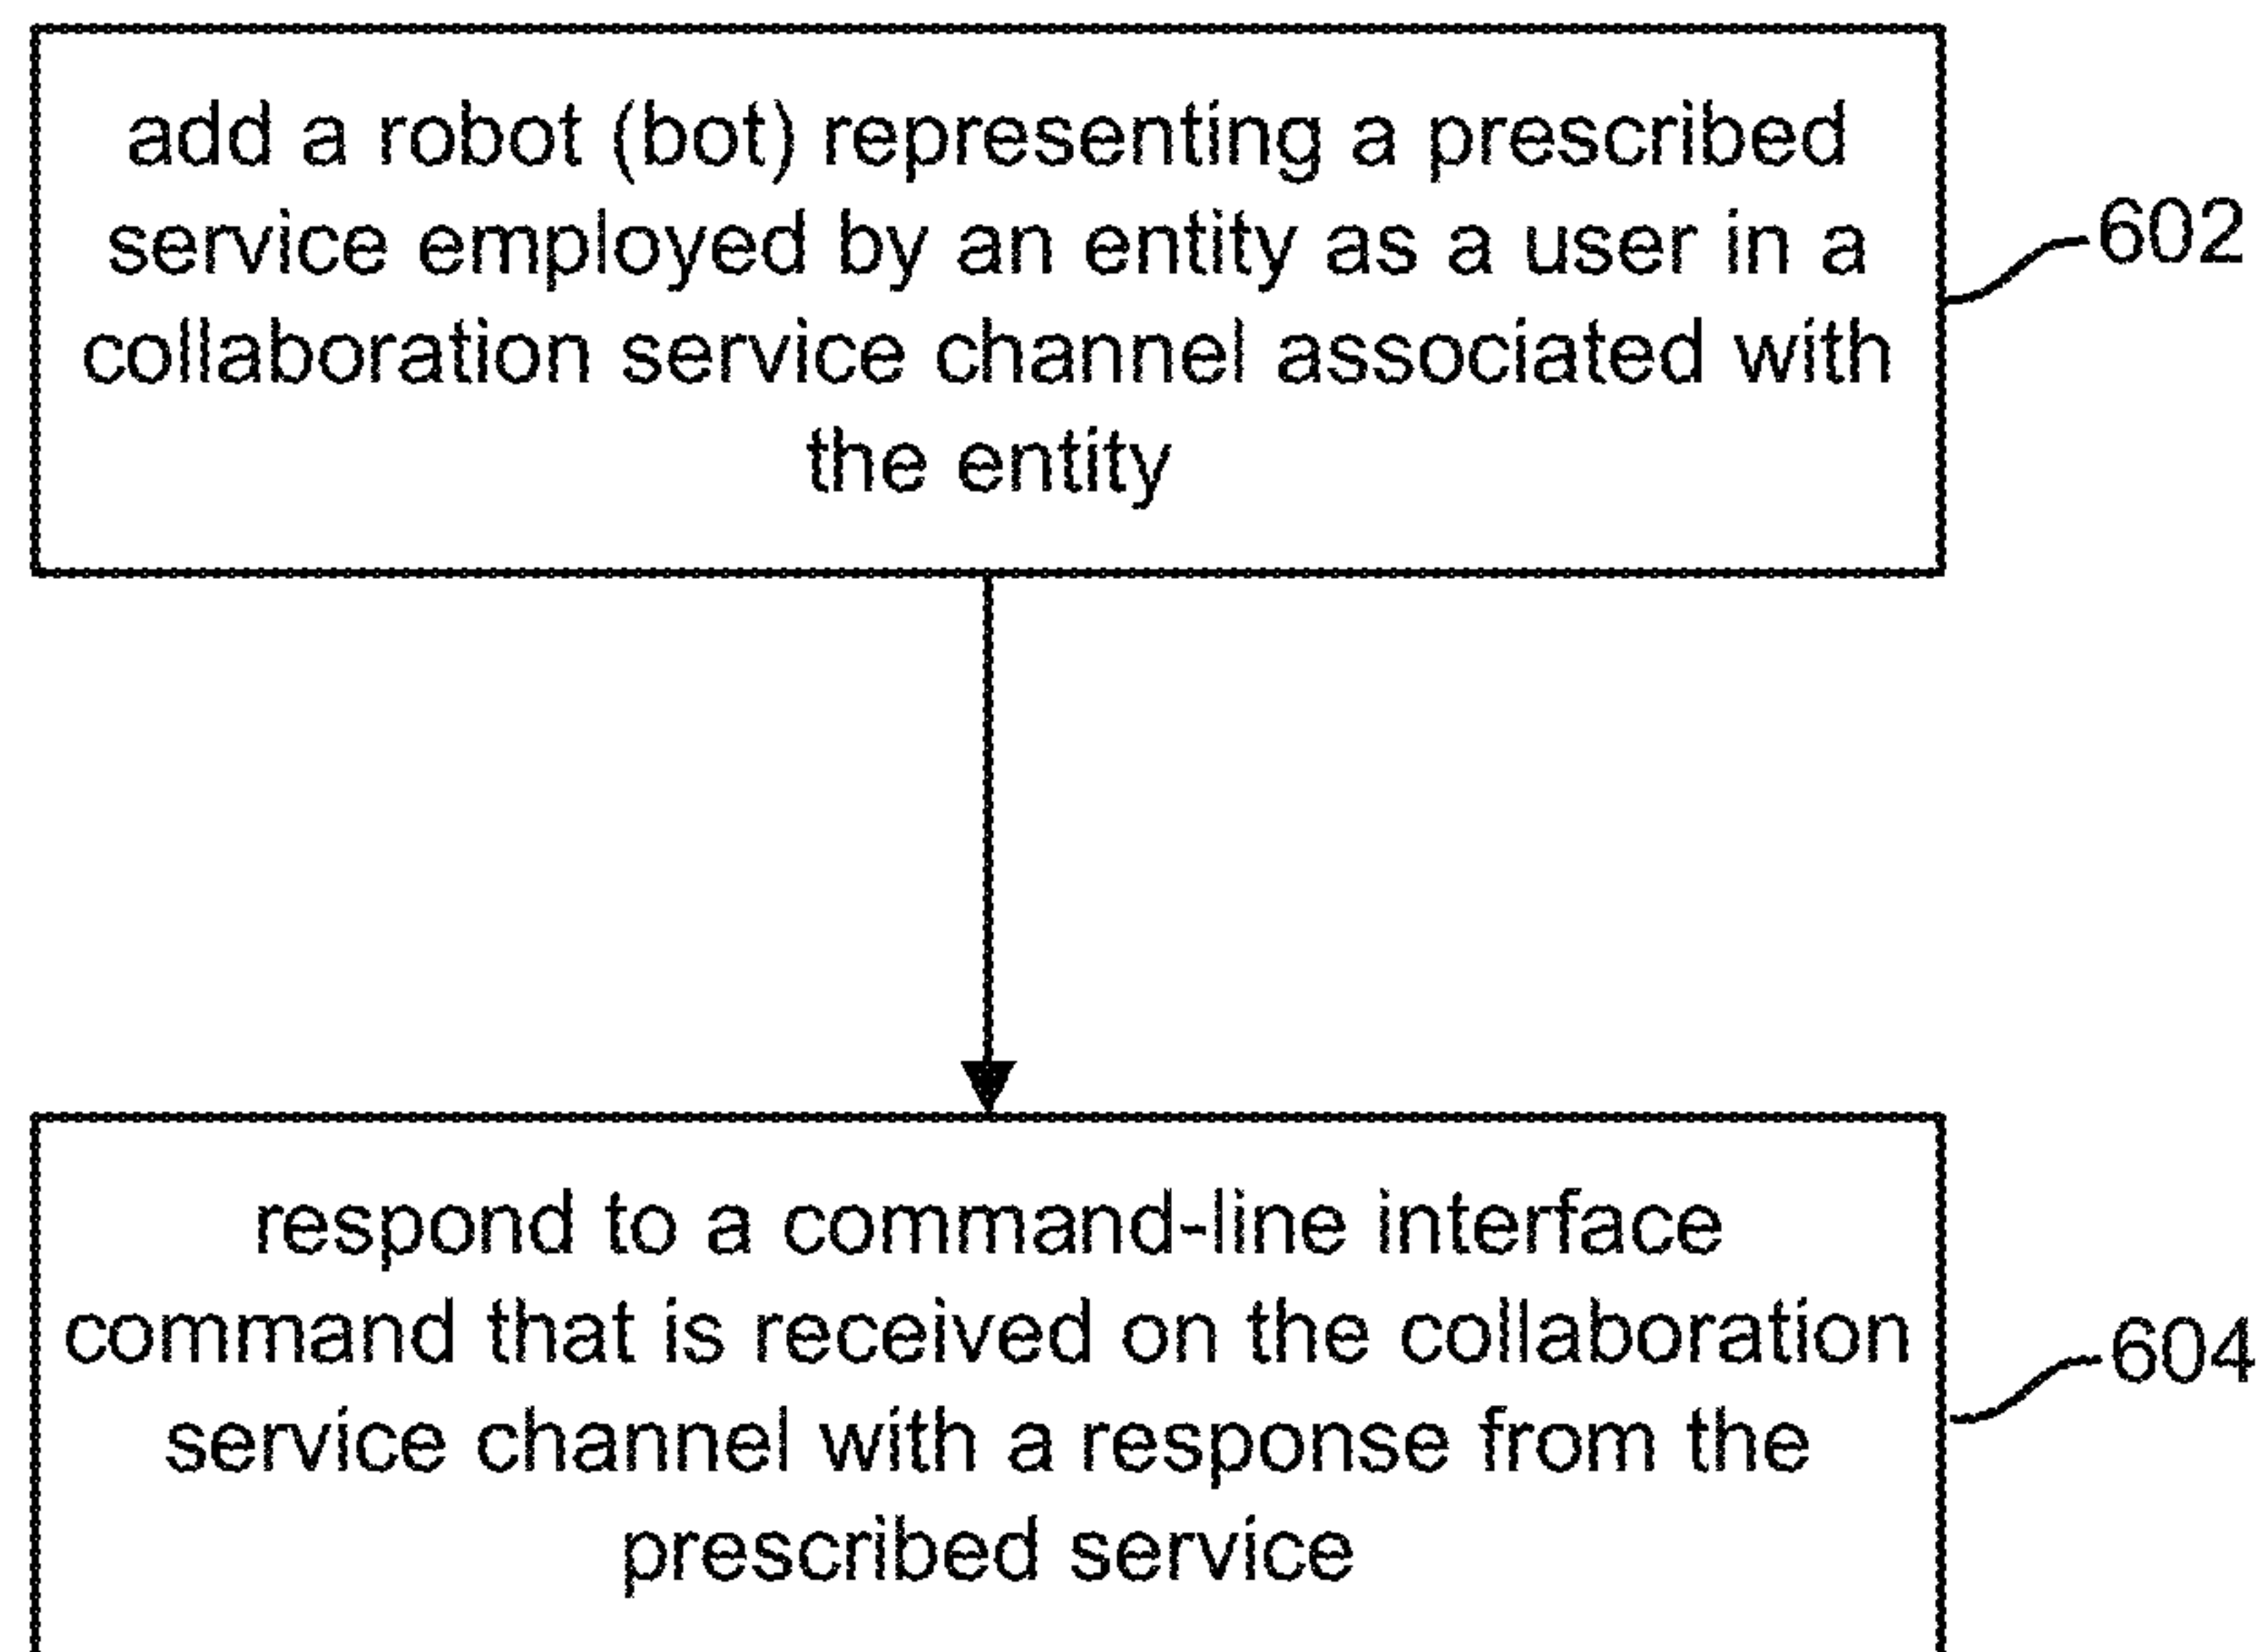 add a robot (bot) representing a prescribed
service employed by an entity as a user in a
collaboration service channel associated with
the entity
602
respond to a command-line interface
command that is received on the collaboration
service channel with a response from the
prescribed service
604